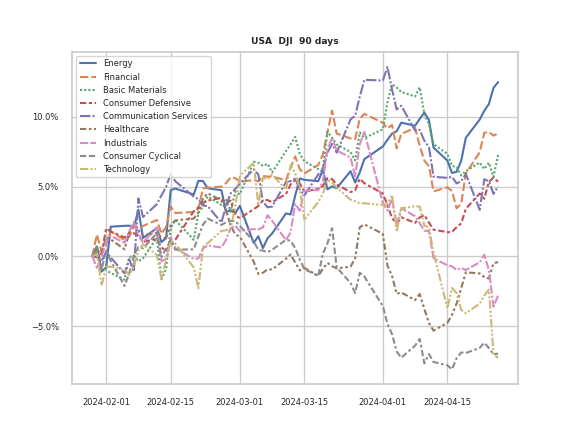 USA DJI 90 days
Energy
Financial
Basic Materials
Consumer Defensive
Communication Services
Healthcare
Industrials
Consumer Cyclical
Technology
10.0%
5.0%
0.0%
−5.0%
2024-02-01 2024-02-15 2024-03-01 2024-03-15 2024-04-01 2024-04-15